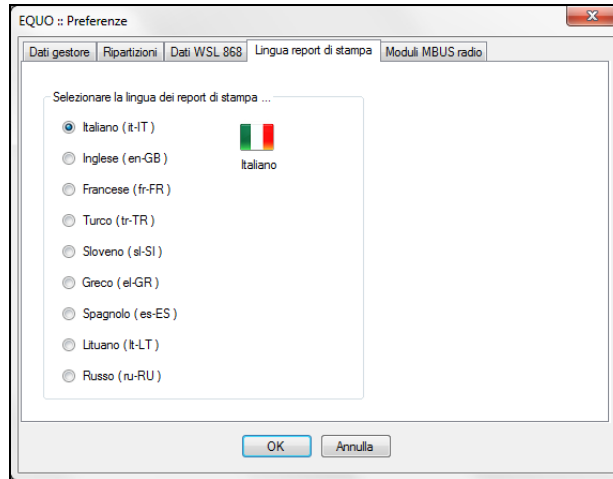 EQUO :: Preferenze
Dati gestore Ripartizioni Dati WSL 868 Lingua report di stampa Moduli MBUS radio
Selezionare la lingua dei report di stampa ...
Italiano ( it-IT )
Inglese ( en-GB )
Italiano
Francese ( fr-FR )
Turco ( tr-TR )
Sloveno ( sl-SI )
Greco ( el-GR )
Spagnolo ( es-ES )
Lituano ( lt-LT )
Russo ( ru-RU )
OK Annulla